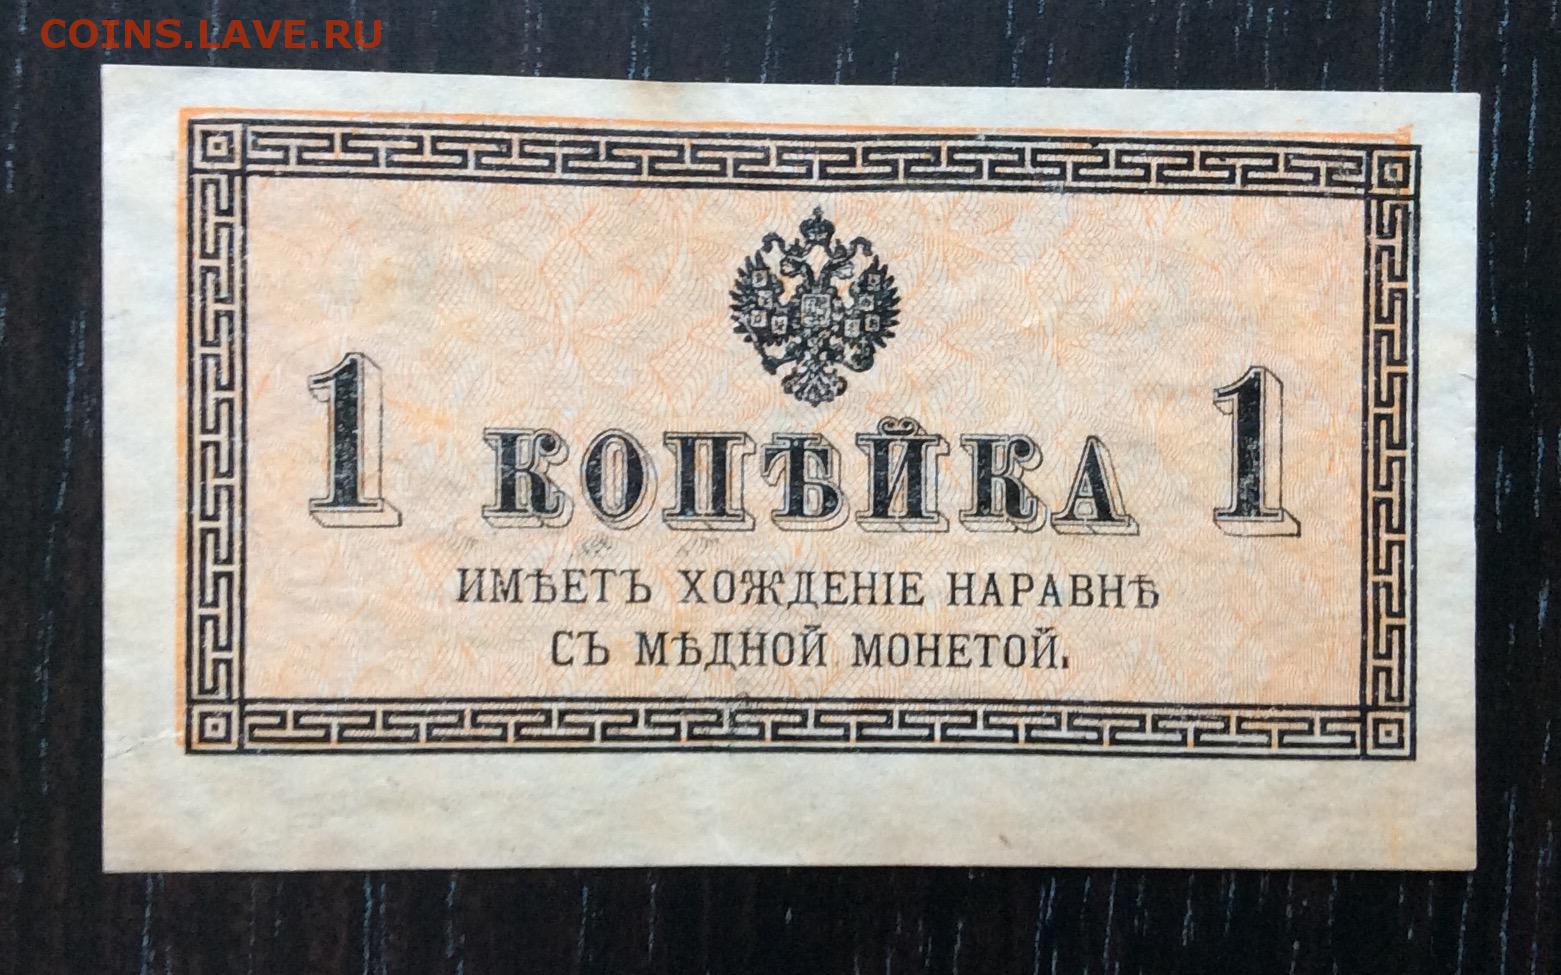 COINS.LAVE.RU
1 КОПѢЙКА 1
ИМѢЕТЪ ХОЖДЕНІЕ НАРАВНѢ
СЪ МѢДНОЙ МОНЕТОЙ.